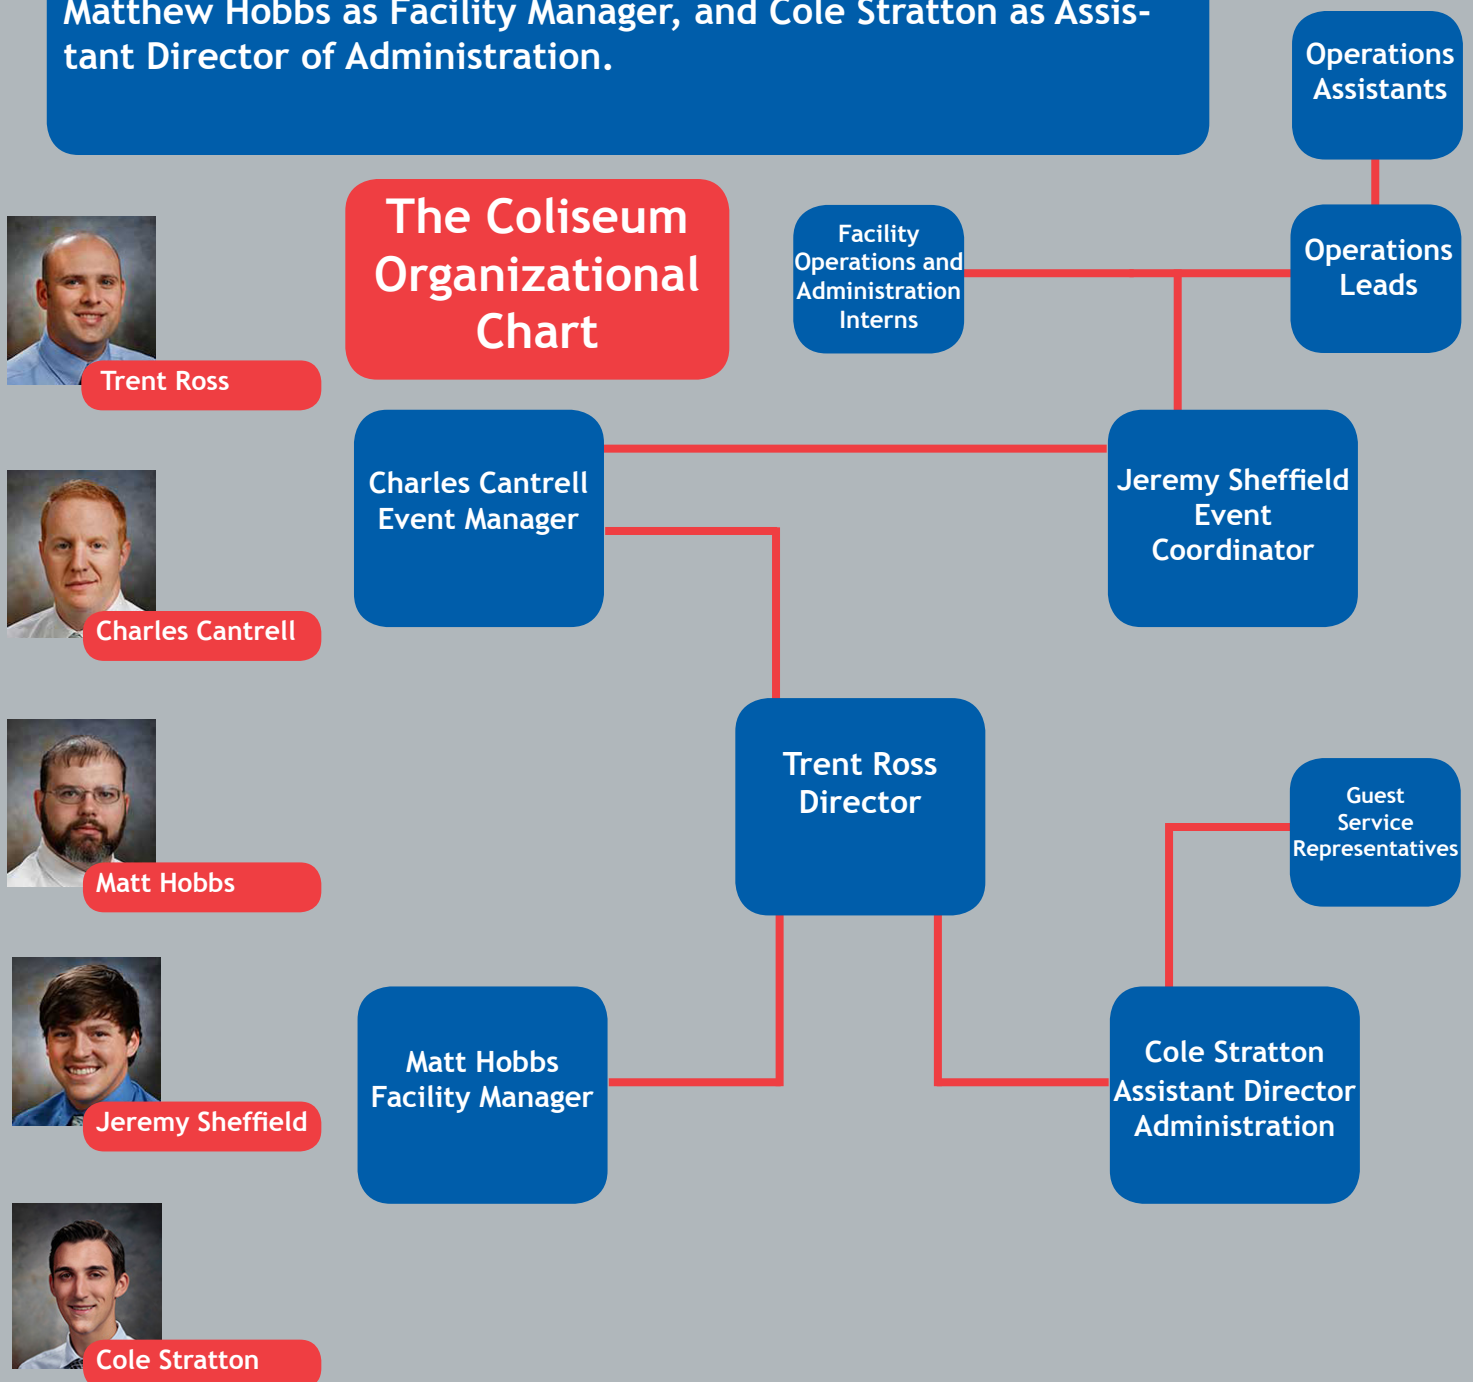 Matthew Hobbs as Facility Manager, and Cole Stratton as Assis-
tant Director of Administration.
Operations
Assistants
The Coliseum
Organizational
Chart
Facility
Operations and
Administration
Interns
Operations
Leads
Trent Ross
Charles Cantrell
Event Manager
Jeremy Sheffield
Event
Coordinator
Charles Cantrell
Trent Ross
Director
Guest
Service
Representatives
Matt Hobbs
Matt Hobbs
Facility Manager
Cole Stratton
Assistant Director
Administration
Jeremy Sheffield
Cole Stratton